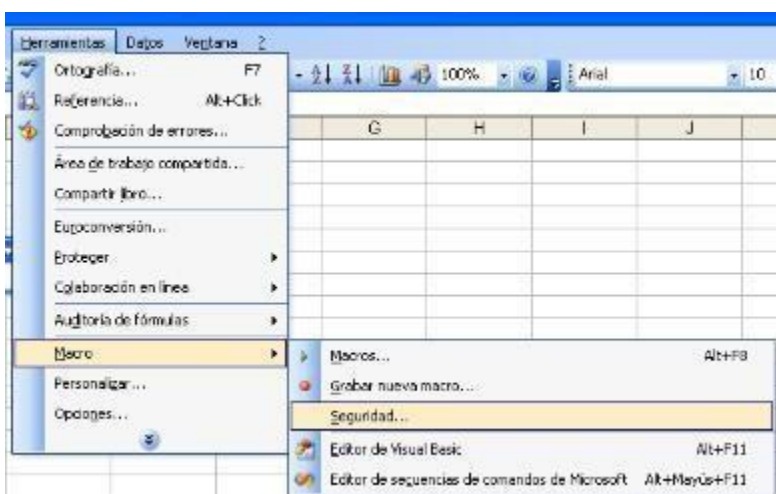 Herramientas Datos Ventana ?
Ortografía... F7
Referencia... Alt+Click
Comprobación de errores...
Área de trabajo compartida...
Compartir libro...
Euroconversión...
Proteger
Colaboración en línea
Auditoría de fórmulas
Macro
Personalizar...
Opciones...
100% Arial 10
G H I J
Macros... Alt+F8
Grabar nueva macro...
Seguridad...
Editor de Visual Basic Alt+F11
Editor de secuencias de comandos de Microsoft Alt+Mayús+F11